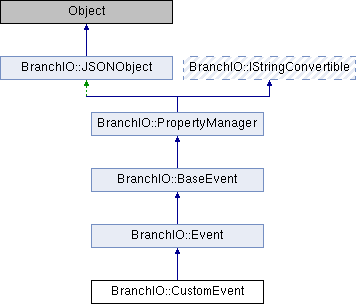 Object
BranchIO::JSONObject
BranchIO::IStringConvertible
BranchIO::PropertyManager
BranchIO::BaseEvent
BranchIO::Event
BranchIO::CustomEvent